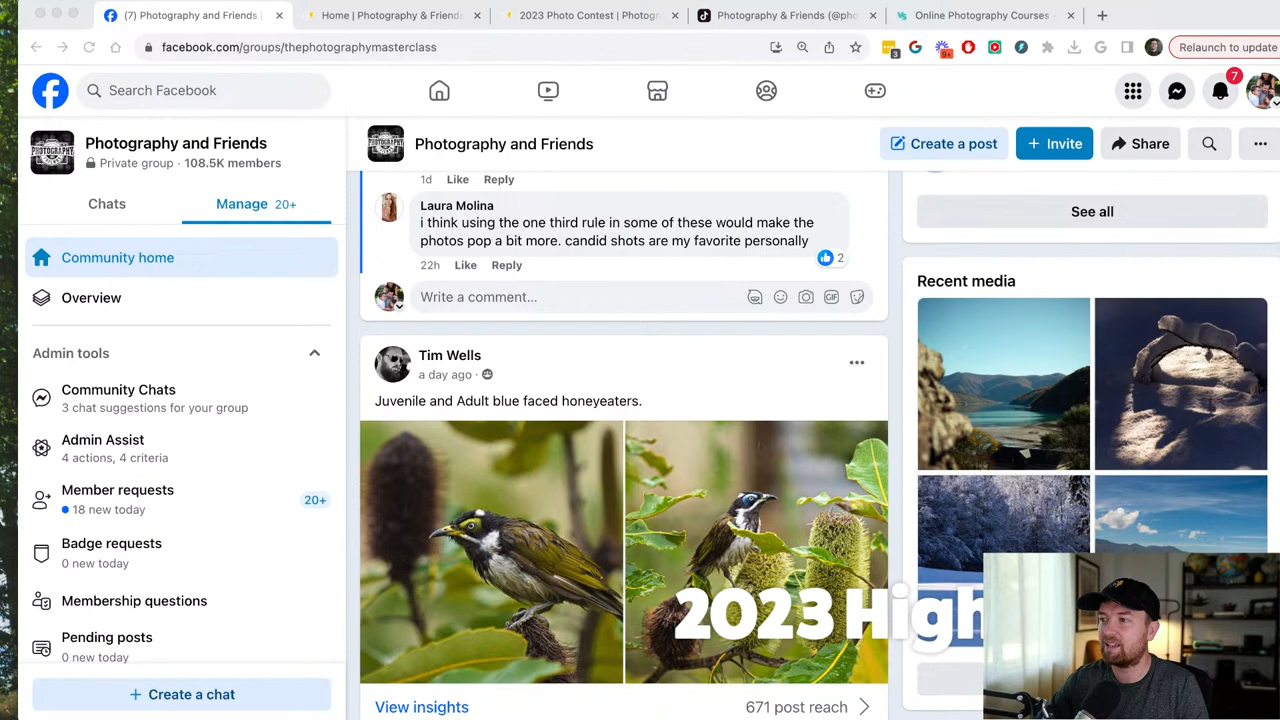 (7) Photography and Friends |
Home | Photography & Friends
2023 Photo Contest | Photogr
Photography & Friends (@pho
Online Photography Courses -
facebook.com/groups/thephotographymasterclass
3
9+
Relaunch to update
Search Facebook
7
Photography and Friends
Private group · 108.5K members
Photography and Friends
Create a post
+ Invite
Share
Chats
Manage 20+
1d Like Reply
Laura Molina
i think using the one third rule in some of these would make the
photos pop a bit more. candid shots are my favorite personally
2
22h Like Reply
Write a comment...
GIF
See all
Recent media
Community home
Overview
Admin tools
Community Chats
3 chat suggestions for your group
Admin Assist
4 actions, 4 criteria
Member requests
18 new today
20+
Badge requests
0 new today
Membership questions
Pending posts
0 new today
+ Create a chat
Tim Wells
a day ago ·
Juvenile and Adult blue faced honeyeaters.
2023 High
View insights
671 post reach